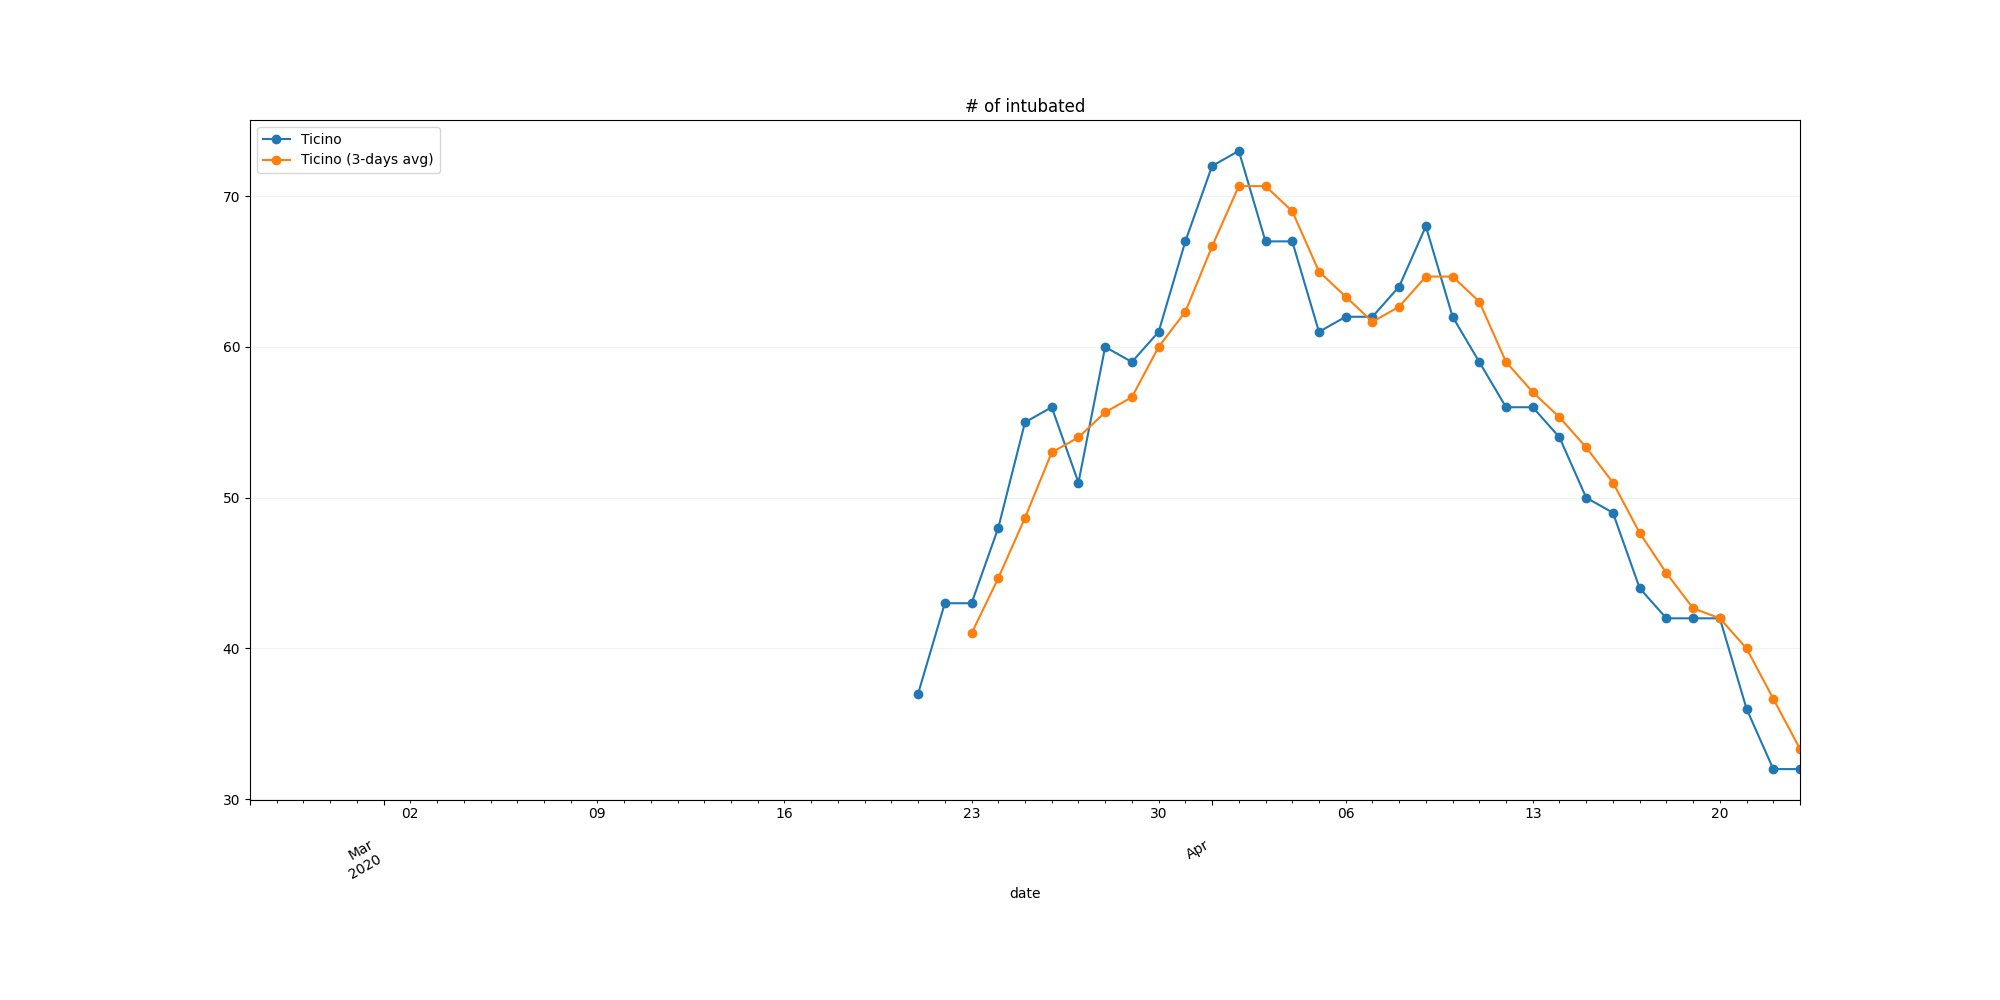 # of intubated
Ticino
Ticino (3-days avg)
70
60
50
40
30
02 09 16 23 30 06 13 20
Mar Apr
2020
date